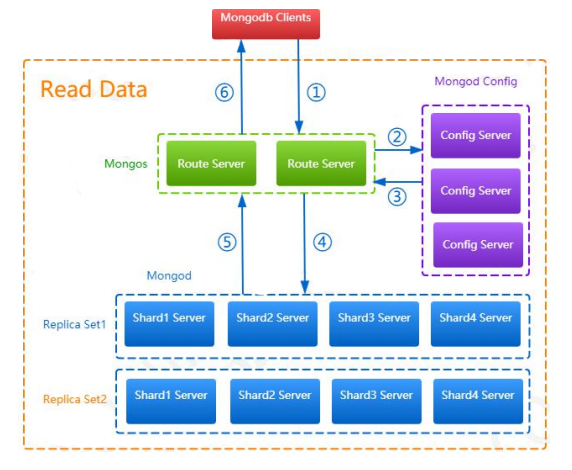 Mongodb Clients
Read Data
⑥
①
Mongod Config
Mongos
Route Server
Route Server
②
③
Config Server
Config Server
Config Server
⑤
④
Mongod
Replica Set1
Shard1 Server
Shard2 Server
Shard3 Server
Shard4 Server
Replica Set2
Shard1 Server
Shard2 Server
Shard3 Server
Shard4 Server